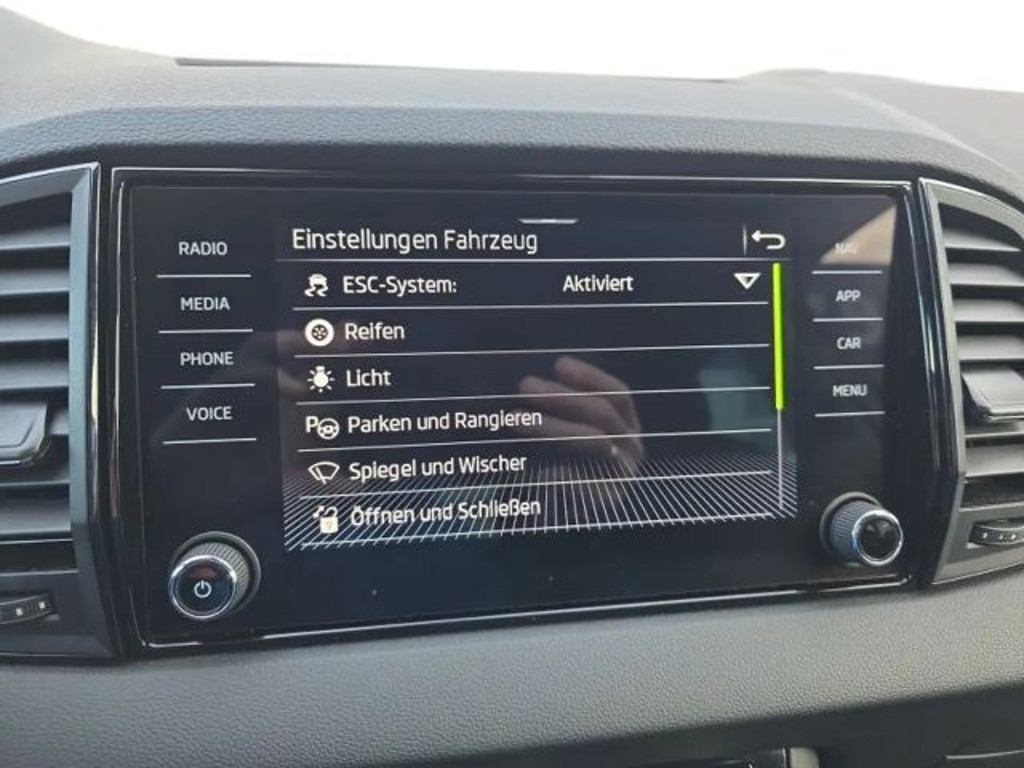 RADIO
MEDIA
PHONE
VOICE
Einstellungen Fahrzeug
ESC-System: Aktiviert
Reifen
Licht
Parken und Rangieren
Spiegel und Wischer
Öffnen und Schließen
NAV
APP
CAR
MENU